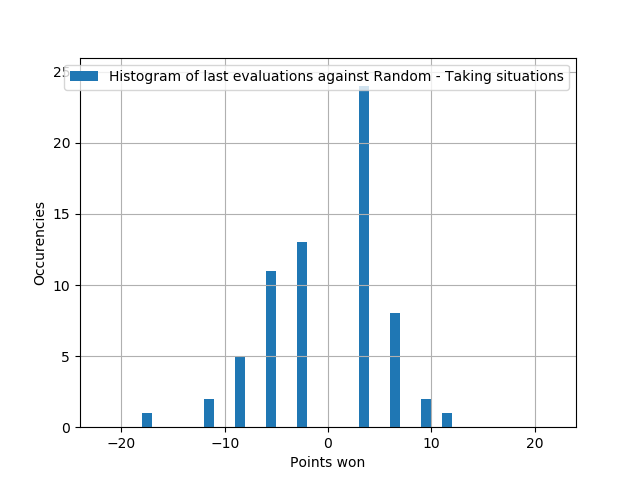 Histogram of last evaluations against Random - Taking situations
25
20
15
10
5
0
Occurencies
−20 −10 0 10 20
Points won